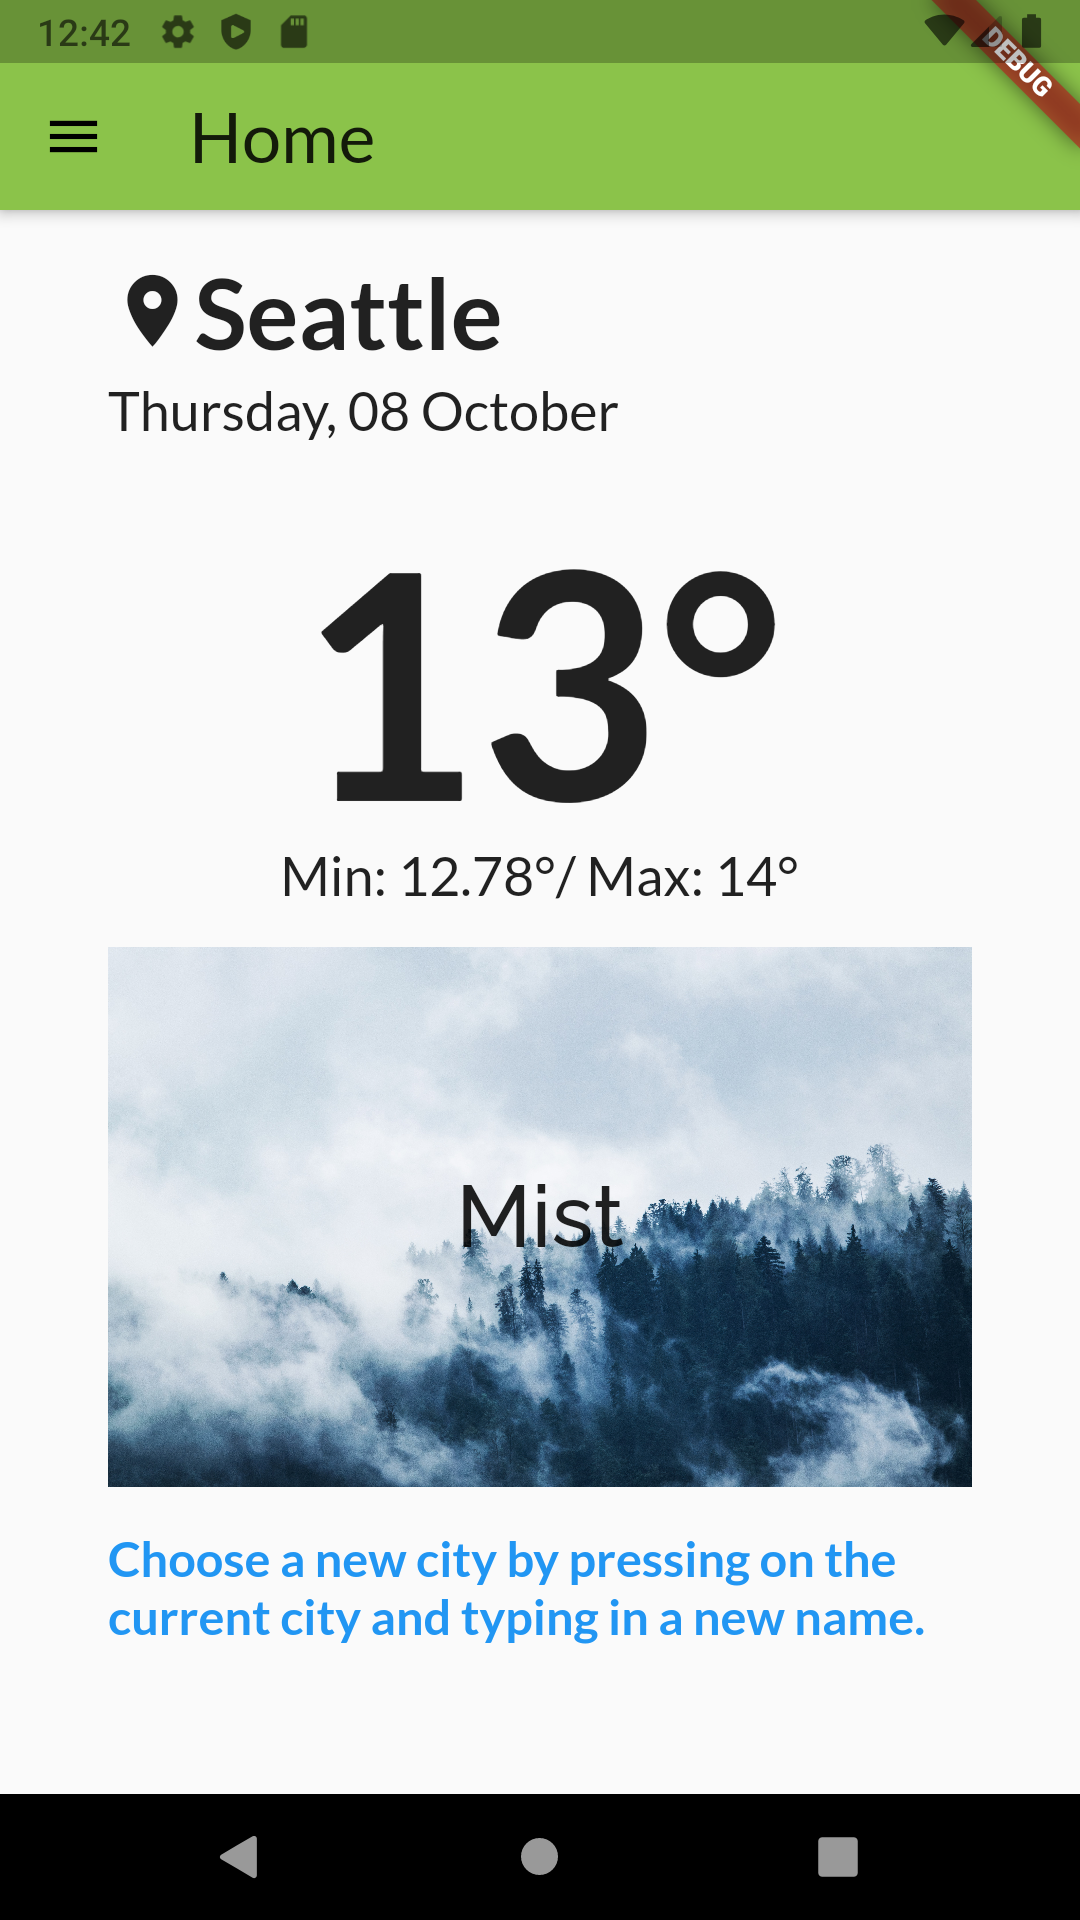 12:42
DEBUG
Home
Seattle
Thursday, 08 October
13°
Min: 12.78°/ Max: 14°
Mist
Choose a new city by pressing on the
current city and typing in a new name.